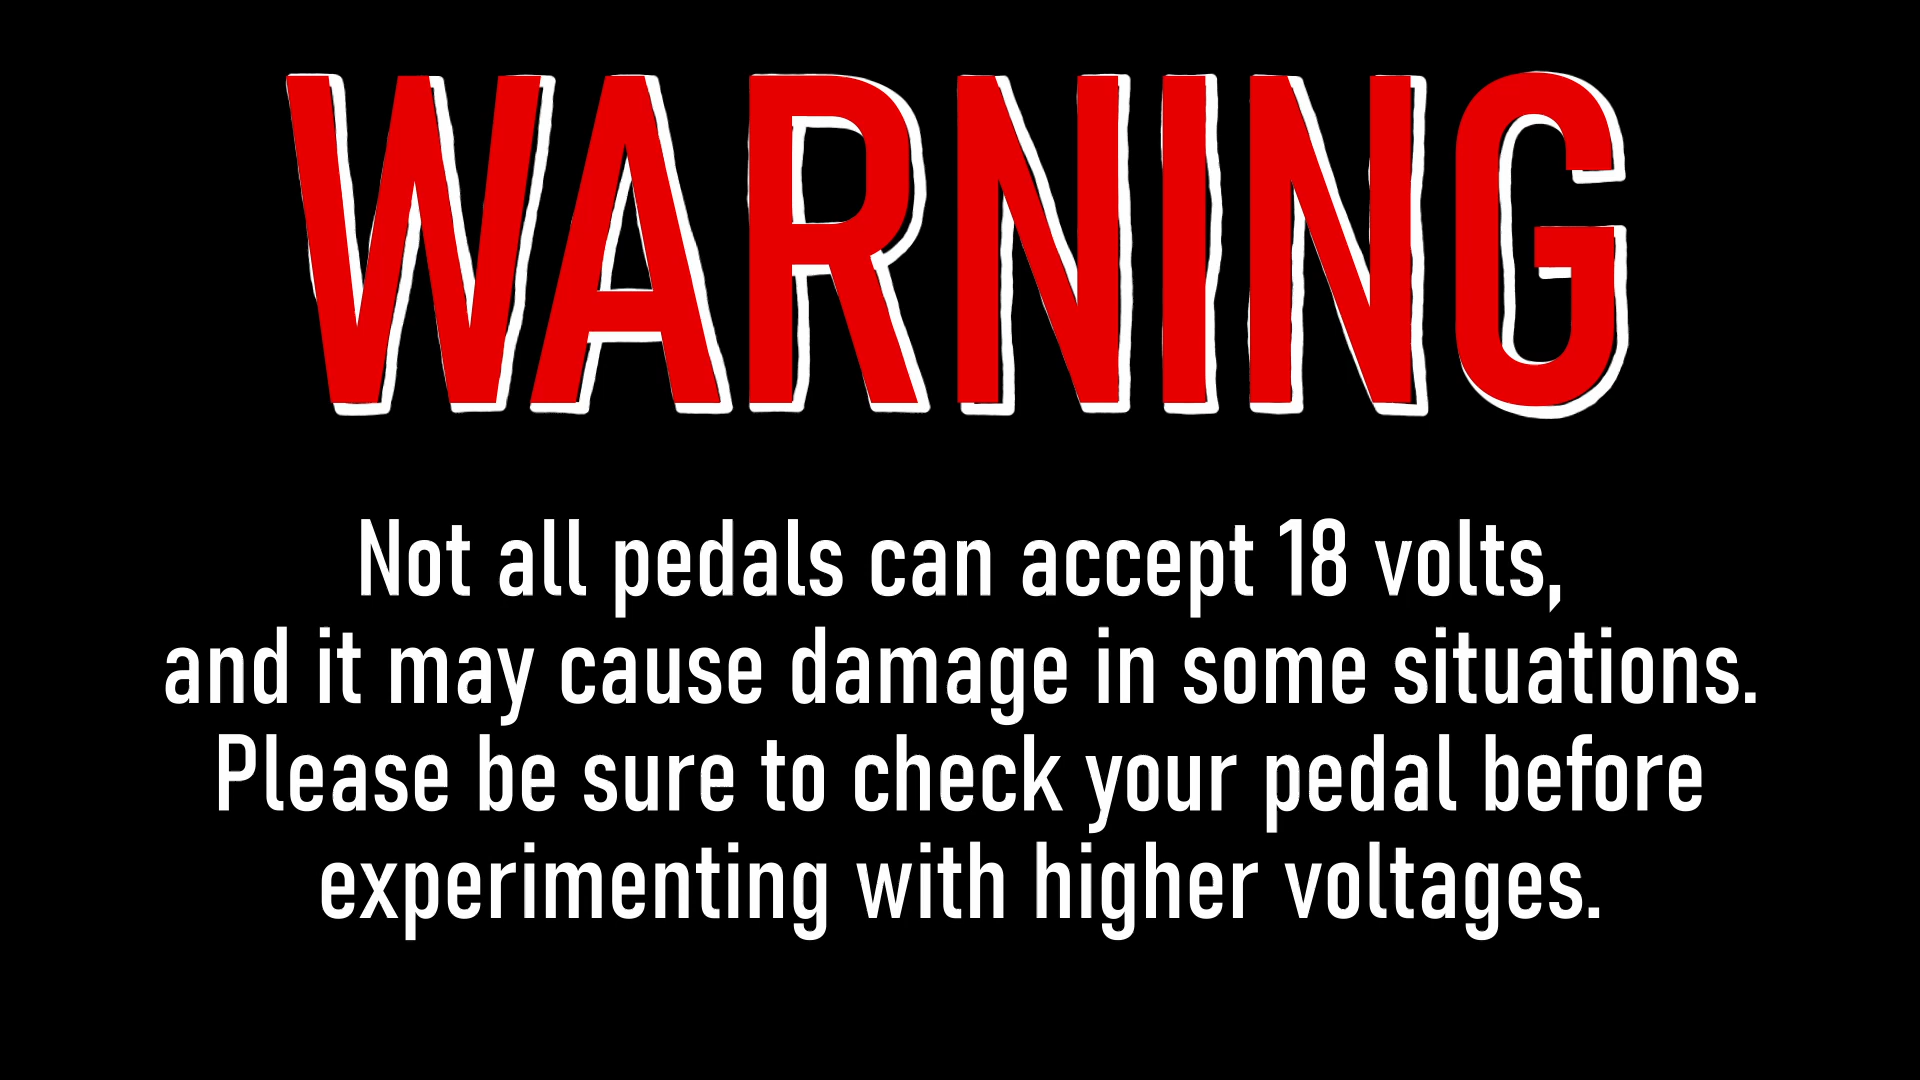 WARNING
Not all pedals can accept 18 volts,
and it may cause damage in some situations.
Please be sure to check your pedal before
experimenting with higher voltages.